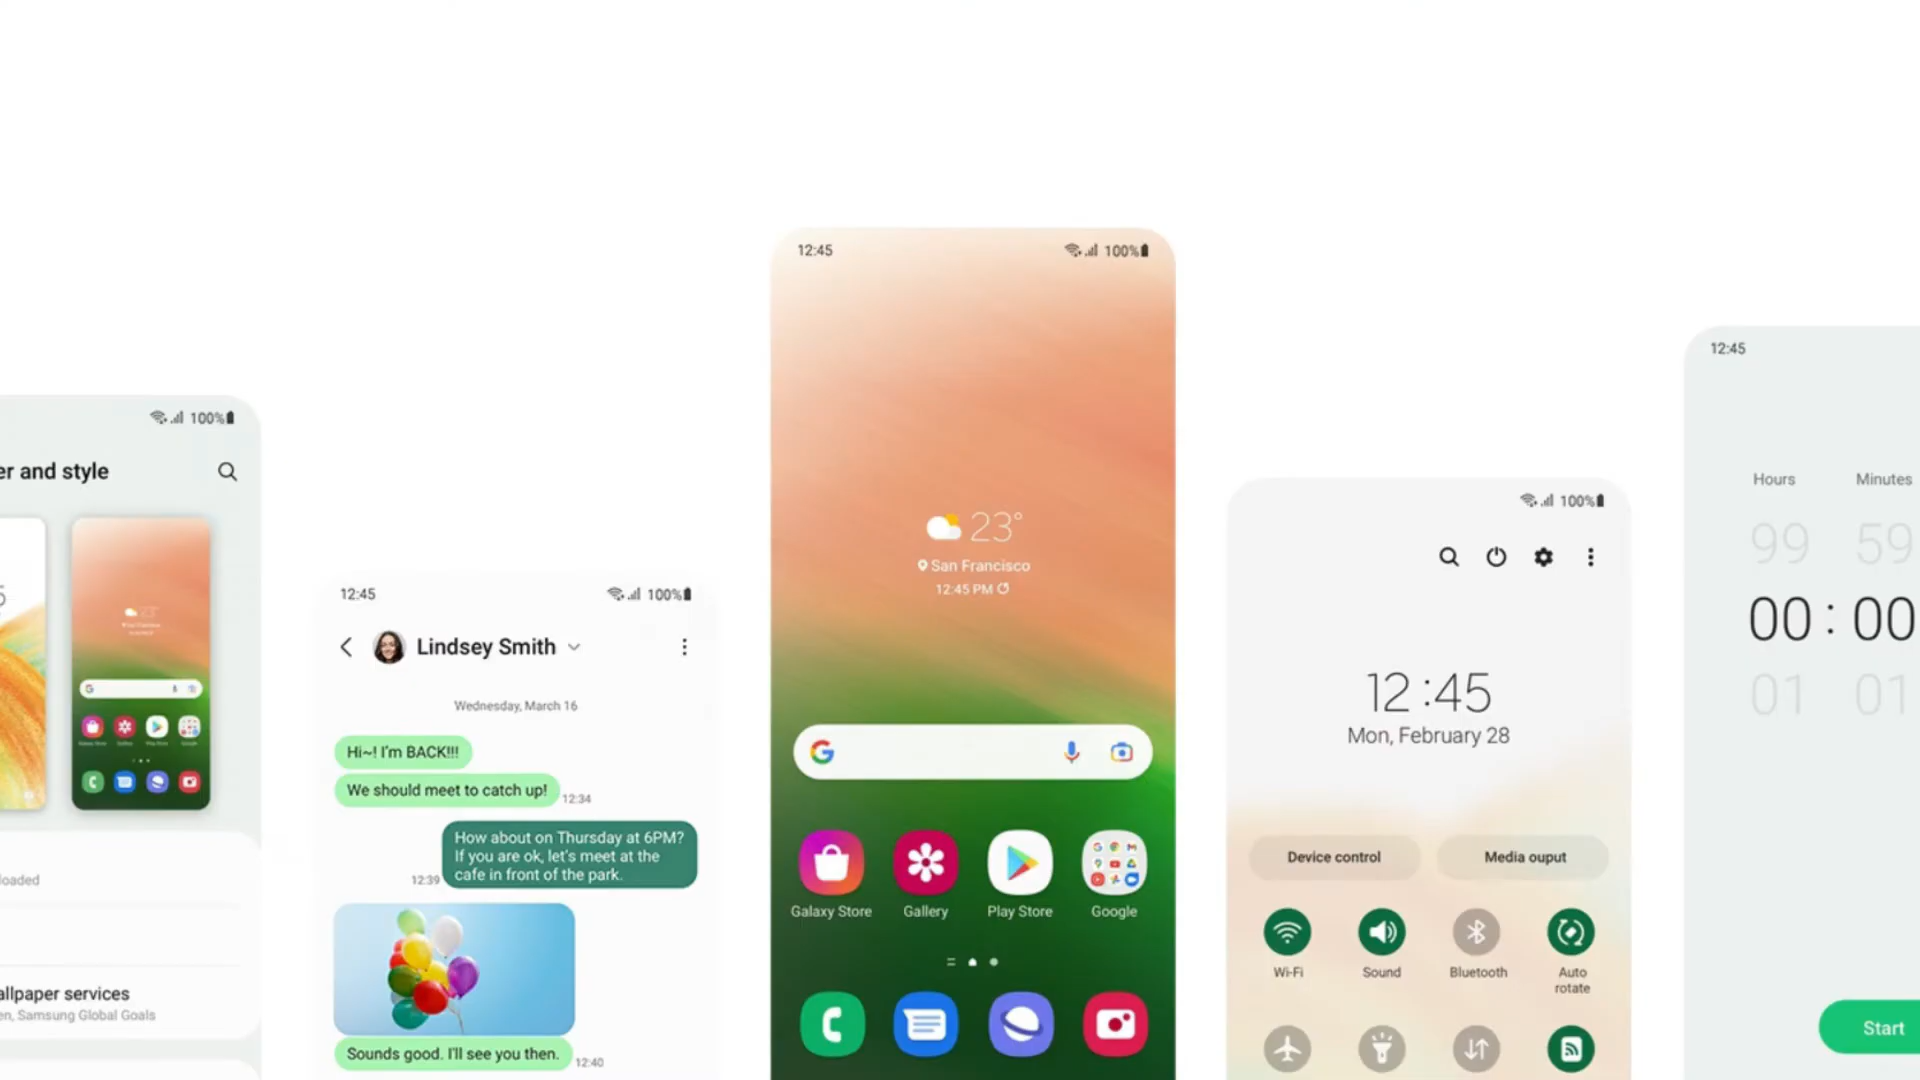 100%
er and style
loaded
allpaper services
en, Samsung Global Goals
12:45
100%
Lindsey Smith
Wednesday, March 16
Hi~! I'm BACK!!!
We should meet to catch up!
12:34
How about on Thursday at 6PM?
If you are ok, let's meet at the
cafe in front of the park.
12:39
Sounds good. I'll see you then.
12:40
12:45
100%
23°
San Francisco
12:45 PM
Galaxy Store
Gallery
Play Store
Google
100%
12:45
Mon, February 28
Device control
Media ouput
Wi-Fi
Sound
Bluetooth
Auto
rotate
12:45
Hours
Minutes
99
59
00 : 00
01
01
Start